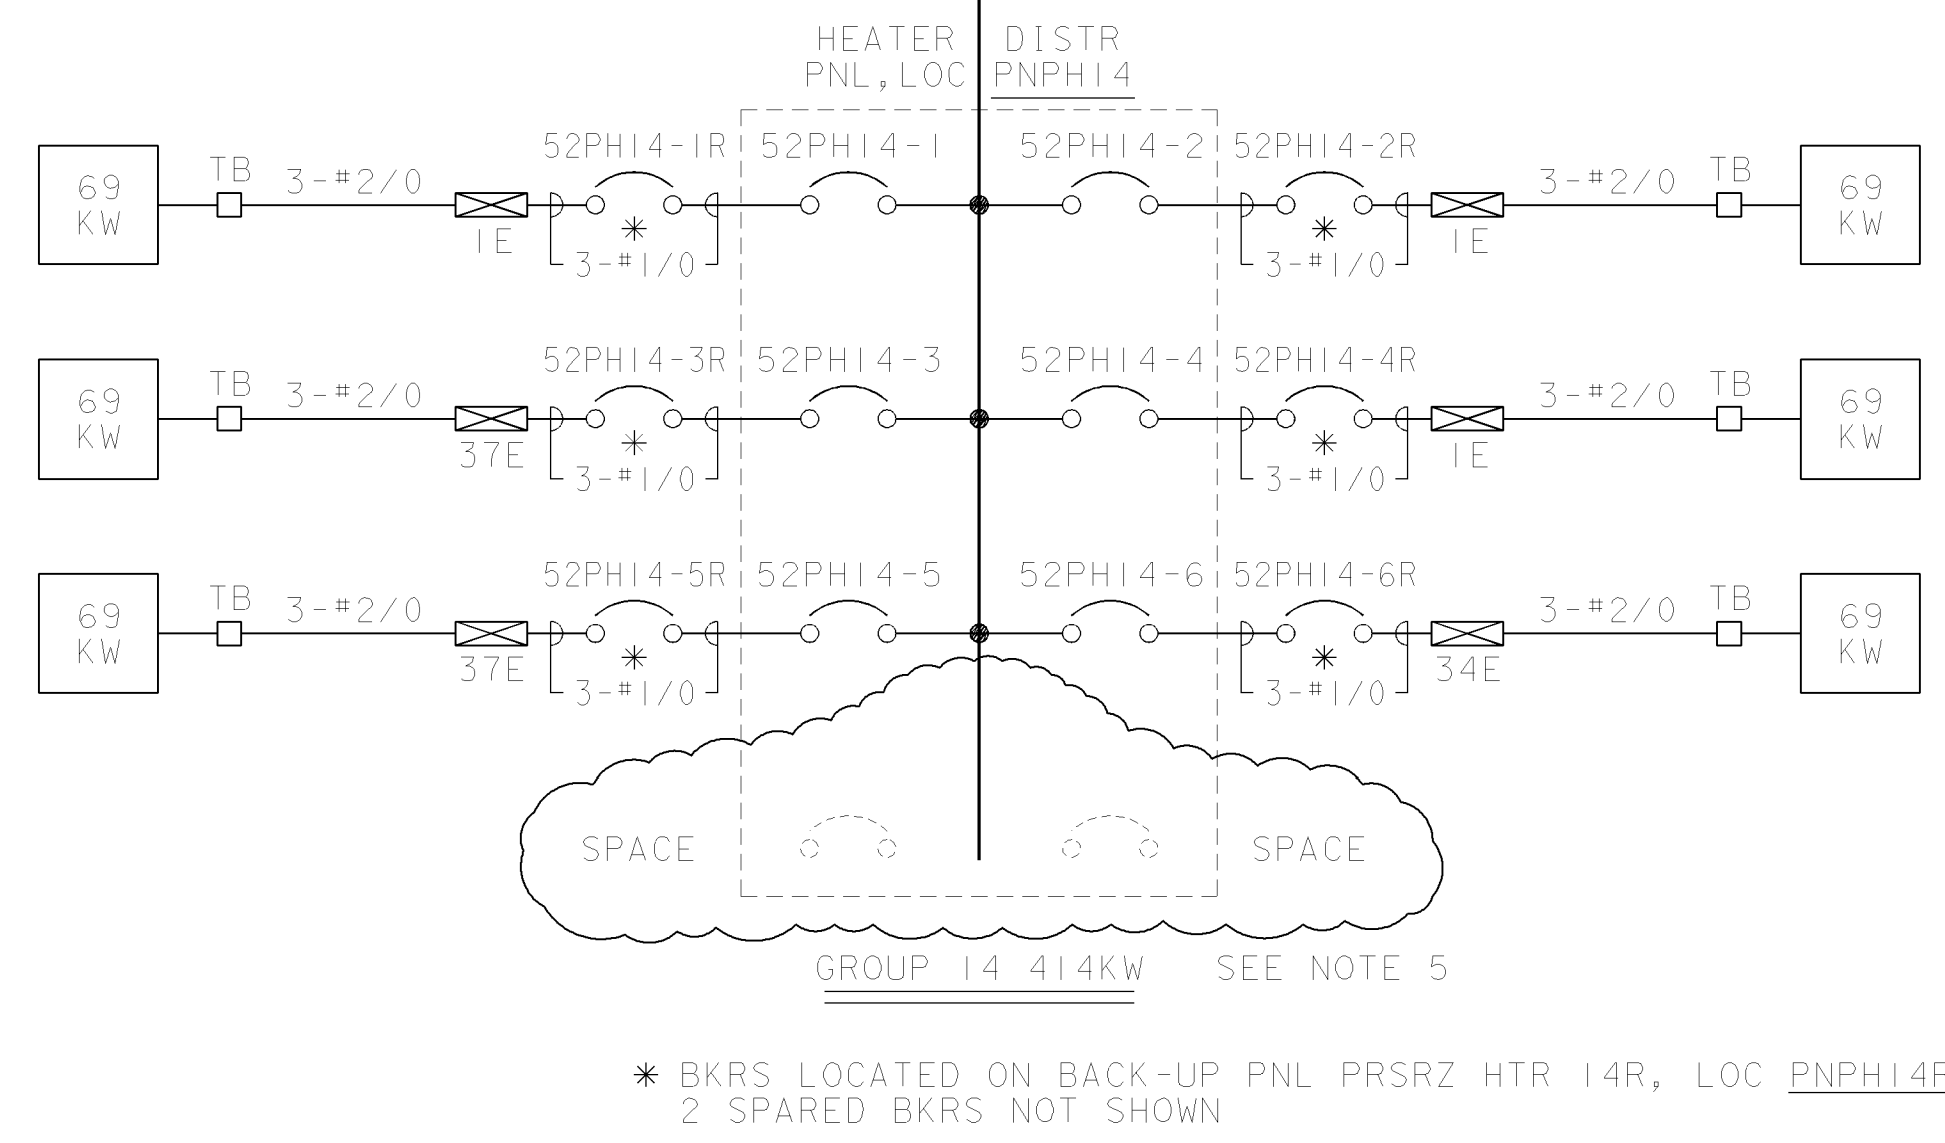 HEATER DISTR
PNL, LOC PNPH14
52PH14-1R 52PH14-1 52PH14-2 52PH14-2R
69 KW TB 3-#2/0 1E 3-#1/0 3-#1/0 1E 3-#2/0 TB 69 KW
52PH14-3R 52PH14-3 52PH14-4 52PH14-4R
69 KW TB 3-#2/0 37E 3-#1/0 3-#1/0 1E 3-#2/0 TB 69 KW
52PH14-5R 52PH14-5 52PH14-6 52PH14-6R
69 KW TB 3-#2/0 37E 3-#1/0 3-#1/0 34E 3-#2/0 TB 69 KW
SPACE SPACE
GROUP 14 414KW SEE NOTE 5
* BKRS LOCATED ON BACK-UP PNL PRSRZ HTR 14R, LOC PNPH14R
2 SPARED BKRS NOT SHOWN